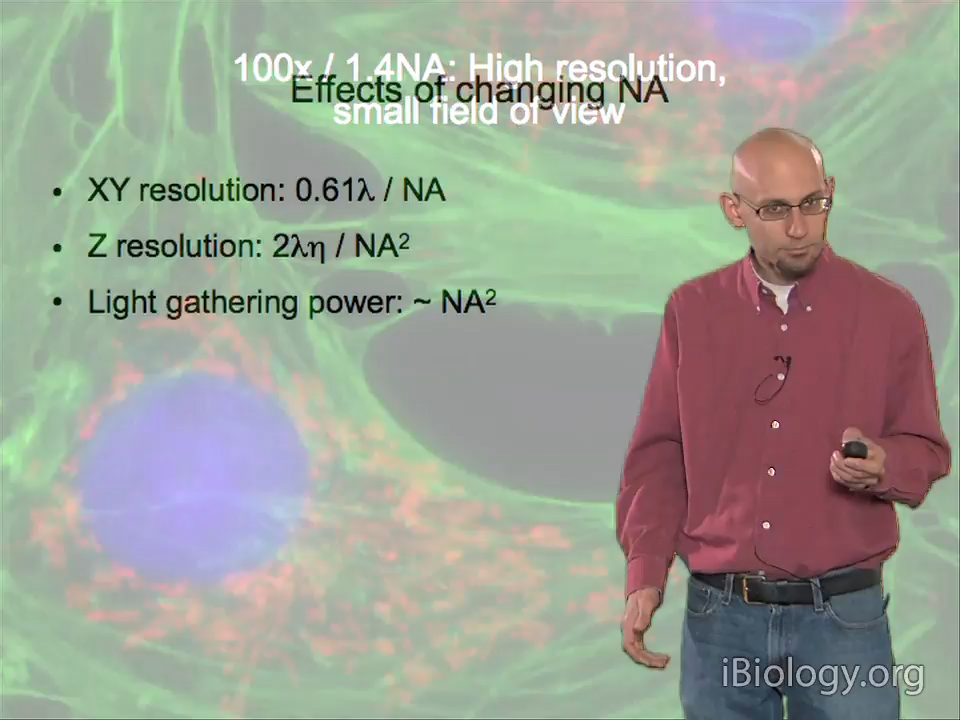 100x / 1.4NA: High resolution,
Effects of changing NA
small field of view
• XY resolution: 0.61λ / NA
• Z resolution: 2λη / NA²
• Light gathering power: ~ NA²
iBiology.org